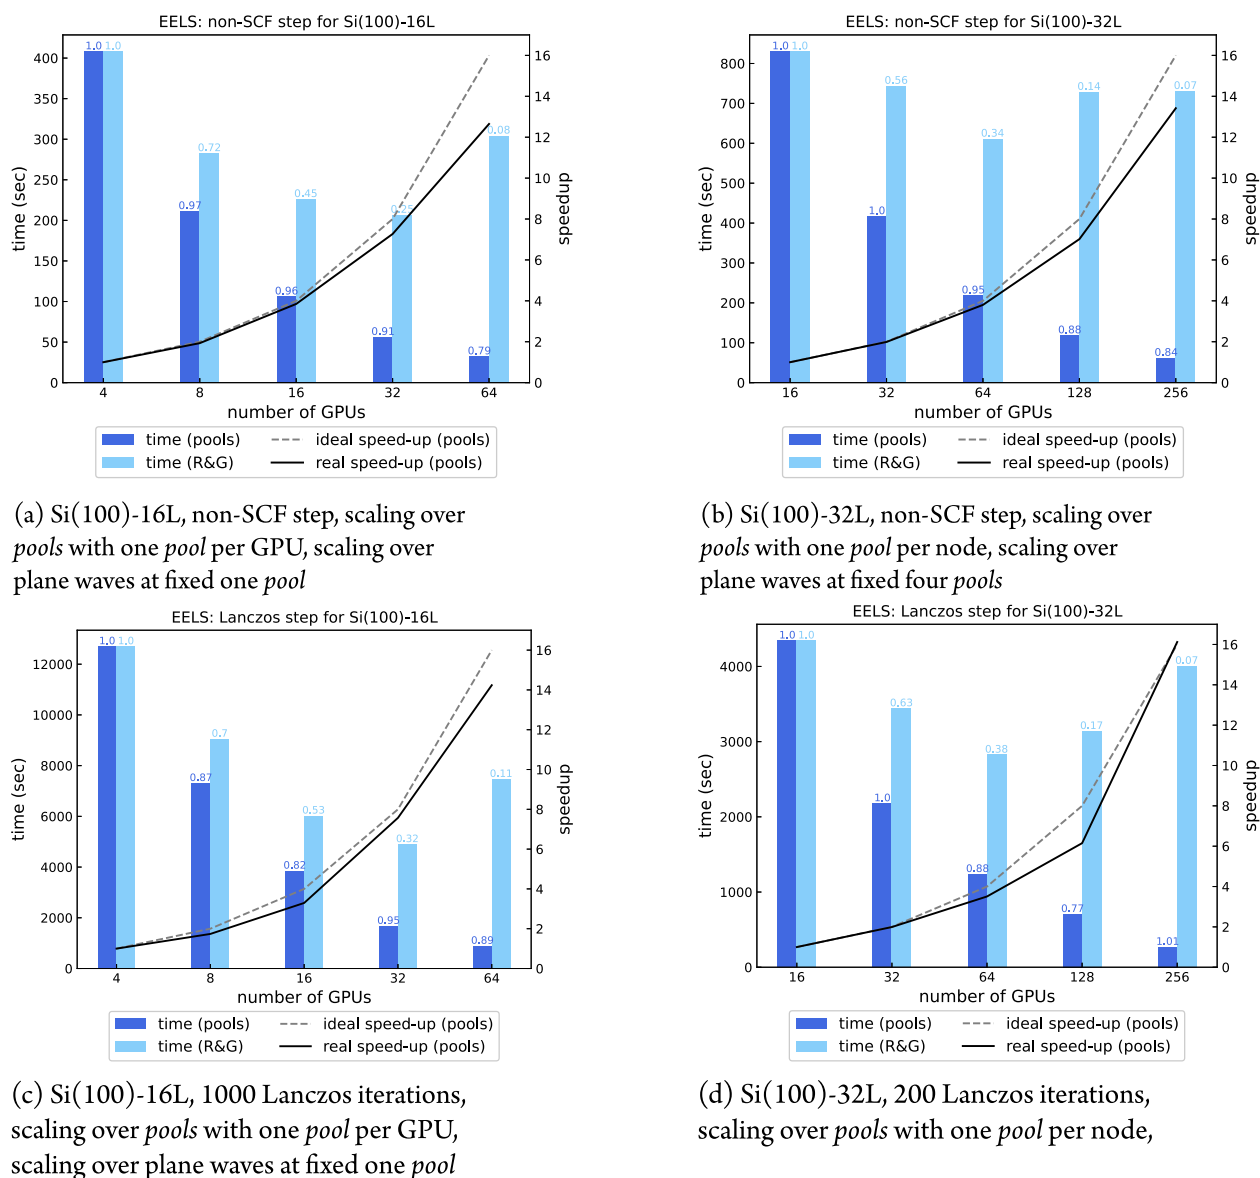 EELS: non-SCF step for Si(100)-16L
400
350
300
250
200
150
100
50
0
time (sec)
1.0 1.0
0.97
0.72
0.96
0.45
0.91
0.25
0.79
0.08
16
14
12
10
8
6
4
2
0
speedup
4 8 16 32 64
number of GPUs
time (pools)
ideal speed-up (pools)
time (R&G)
real speed-up (pools)
(a) Si(100)-16L, non-SCF step, scaling over
pools with one pool per GPU, scaling over
plane waves at fixed one pool
EELS: non-SCF step for Si(100)-32L
800
700
600
500
400
300
200
100
0
time (sec)
1.0 1.0
1.0
0.56
0.95
0.34
0.88
0.14
0.84
0.07
16
14
12
10
8
6
4
2
0
speedup
16 32 64 128 256
number of GPUs
time (pools)
ideal speed-up (pools)
time (R&G)
real speed-up (pools)
(b) Si(100)-32L, non-SCF step, scaling over
pools with one pool per node, scaling over
plane waves at fixed four pools
EELS: Lanczos step for Si(100)-16L
12000
10000
8000
6000
4000
2000
0
time (sec)
1.0 1.0
0.87
0.7
0.82
0.53
0.95
0.32
0.89
0.11
16
14
12
10
8
6
4
2
0
speedup
4 8 16 32 64
number of GPUs
time (pools)
ideal speed-up (pools)
time (R&G)
real speed-up (pools)
(c) Si(100)-16L, 1000 Lanczos iterations,
scaling over pools with one pool per GPU,
scaling over plane waves at fixed one pool
EELS: Lanczos step for Si(100)-32L
4000
3000
2000
1000
0
time (sec)
1.0 1.0
1.0
0.63
0.88
0.38
0.77
0.17
1.01
0.07
16
14
12
10
8
6
4
2
0
speedup
16 32 64 128 256
number of GPUs
time (pools)
ideal speed-up (pools)
time (R&G)
real speed-up (pools)
(d) Si(100)-32L, 200 Lanczos iterations,
scaling over pools with one pool per node,